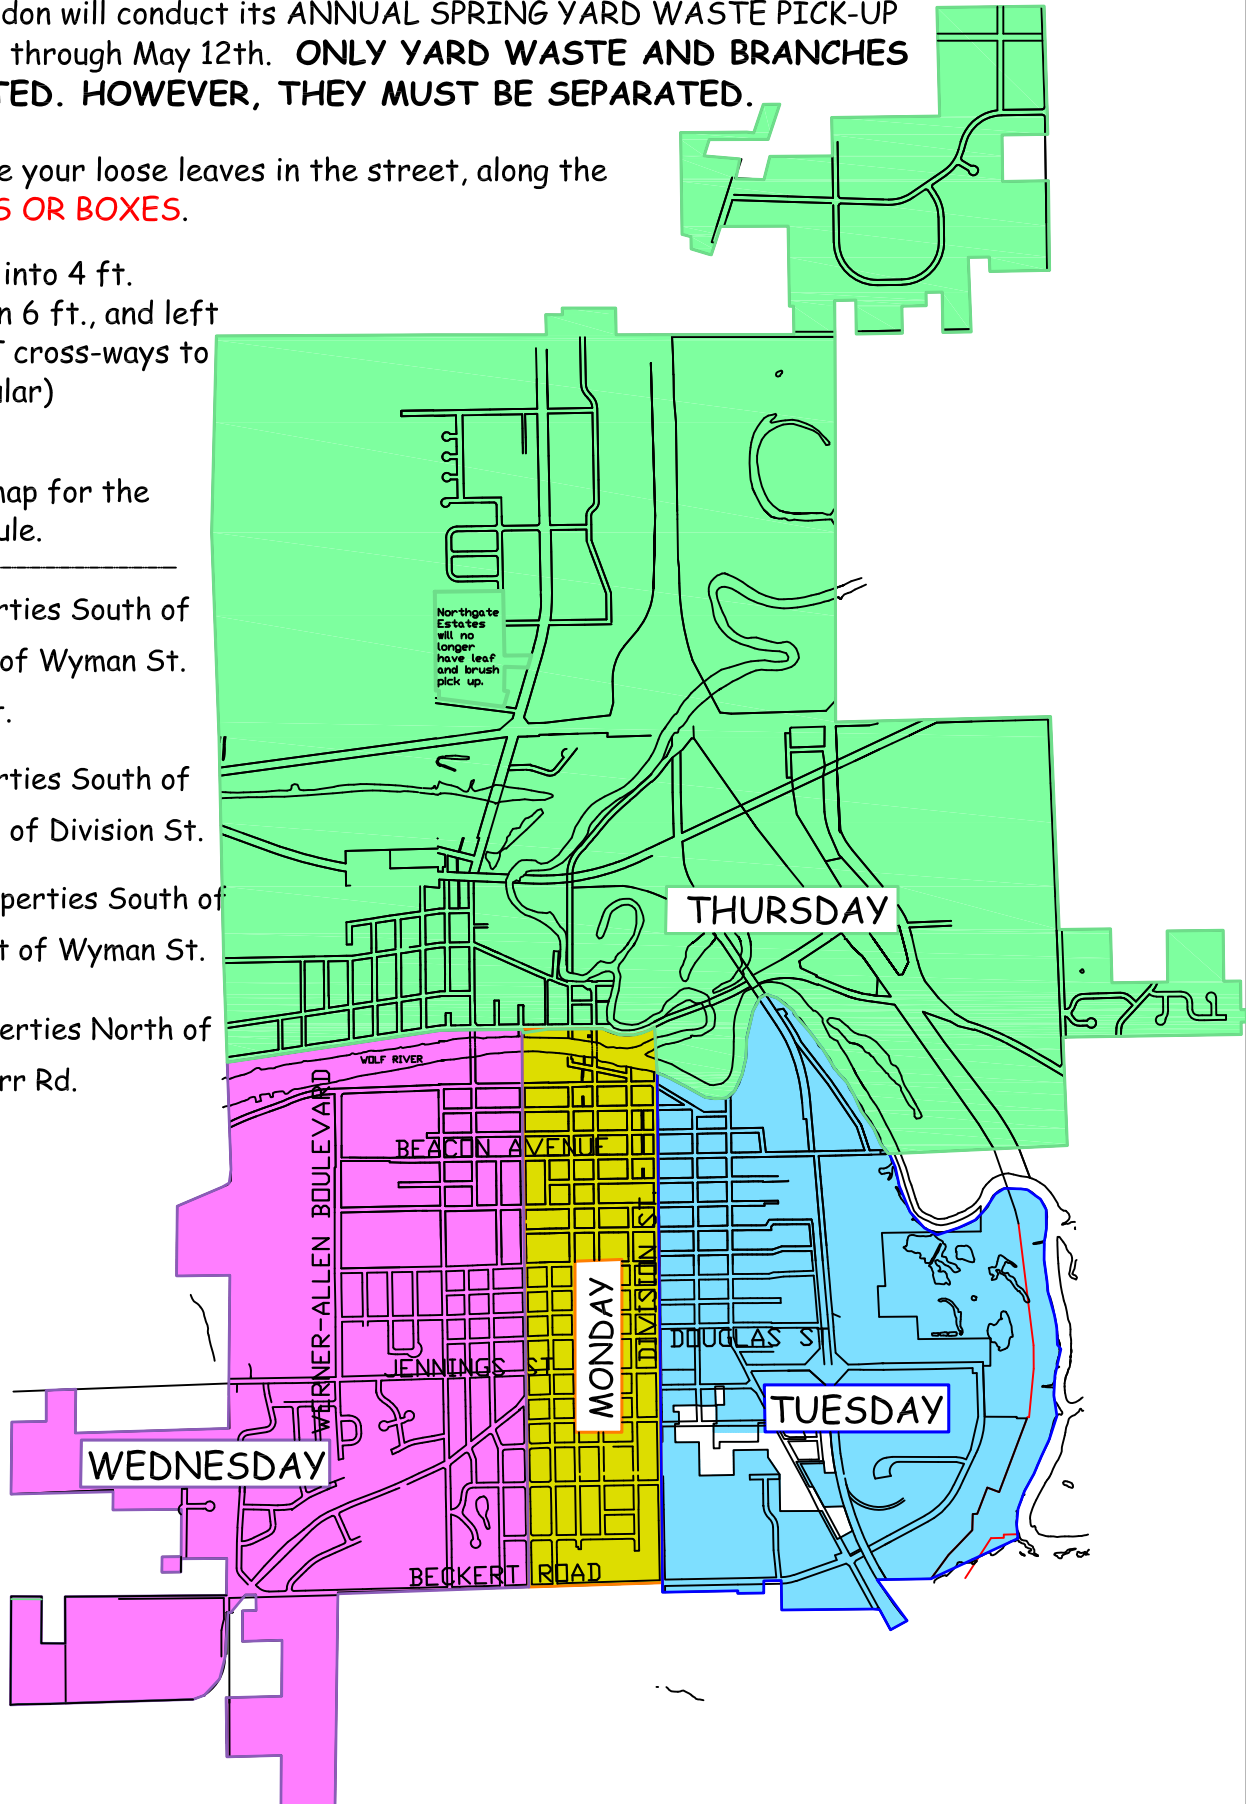 don will conduct its ANNUAL SPRING YARD WASTE PICK-UP
through May 12th. ONLY YARD WASTE AND BRANCHES
TED. HOWEVER, THEY MUST BE SEPARATED.
e your loose leaves in the street, along the
S OR BOXES.
into 4 ft.
n 6 ft., and left
cross-ways to
ular)
map for the
ule.
rties South of
of Wyman St.
r.
rties South of
of Division St.
perties South of
t of Wyman St.
erties North of
rr Rd.
Northgate
Estates
will no
longer
have leaf
and brush
pick up.
THURSDAY
WOLF RIVER
WERNER-ALLEN BOULEVARD
BEACON AVENUE
DIVISION ST
MONDAY
DOUGLAS ST
JENNINGS ST
TUESDAY
WEDNESDAY
BECKERT ROAD